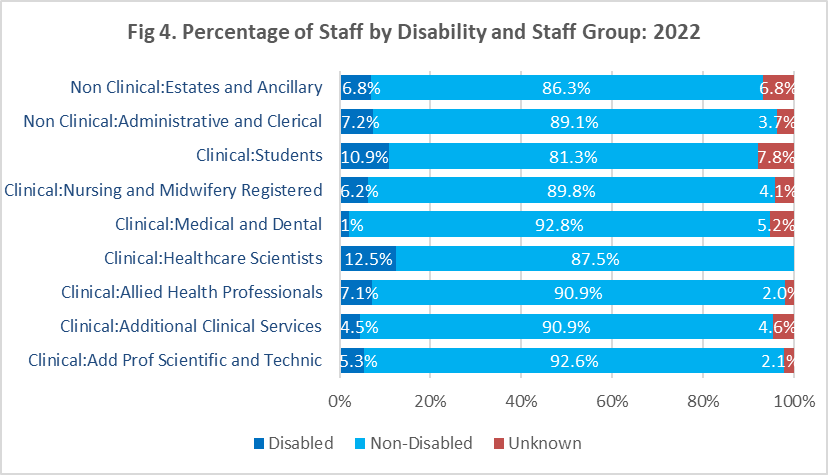 Fig 4. Percentage of Staff by Disability and Staff Group: 2022
Non Clinical:Estates and Ancillary 6.8% 86.3% 6.8%
Non Clinical:Administrative and Clerical 7.2% 89.1% 3.7%
Clinical:Students 10.9% 81.3% 7.8%
Clinical:Nursing and Midwifery Registered 6.2% 89.8% 4.1%
Clinical:Medical and Dental 1% 92.8% 5.2%
Clinical:Healthcare Scientists 12.5% 87.5%
Clinical:Allied Health Professionals 7.1% 90.9% 2.0%
Clinical:Additional Clinical Services 4.5% 90.9% 4.6%
Clinical:Add Prof Scientific and Technic 5.3% 92.6% 2.1%
0% 20% 40% 60% 80% 100%
Disabled Non-Disabled Unknown